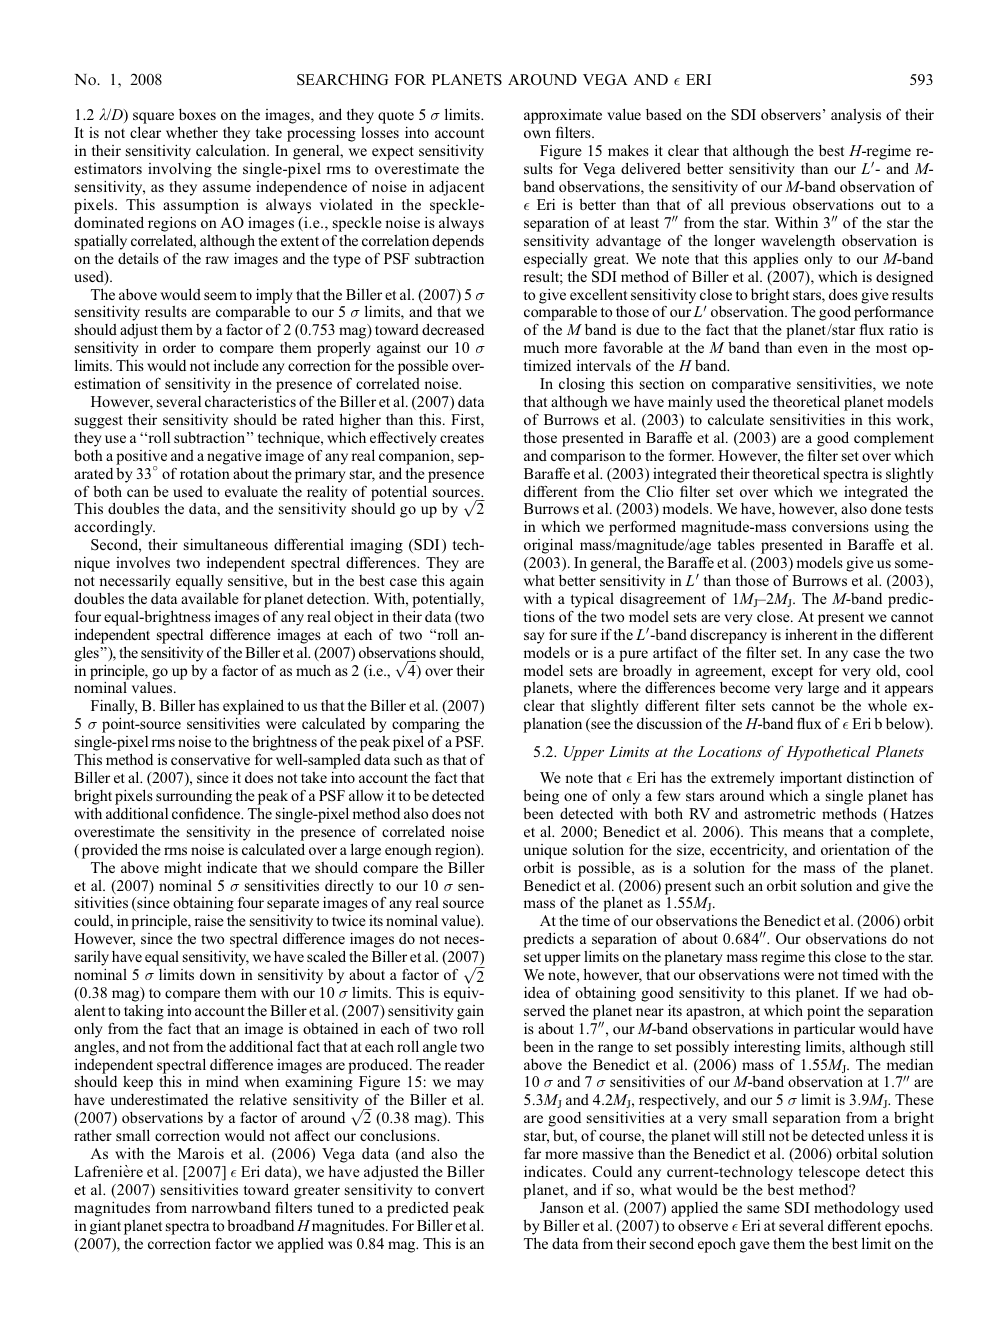 No. 1, 2008
SEARCHING FOR PLANETS AROUND VEGA AND ϵ ERI
593
1.2 λ/D) square boxes on the images, and they quote 5 σ limits.
It is not clear whether they take processing losses into account
in their sensitivity calculation. In general, we expect sensitivity
estimators involving the single-pixel rms to overestimate the
sensitivity, as they assume independence of noise in adjacent
pixels. This assumption is always violated in the speckle-
dominated regions on AO images (i.e., speckle noise is always
spatially correlated, although the extent of the correlation depends
on the details of the raw images and the type of PSF subtraction
used).
The above would seem to imply that the Biller et al. (2007) 5 σ
sensitivity results are comparable to our 5 σ limits, and that we
should adjust them by a factor of 2 (0.753 mag) toward decreased
sensitivity in order to compare them properly against our 10 σ
limits. This would not include any correction for the possible over-
estimation of sensitivity in the presence of correlated noise.
However, several characteristics of the Biller et al. (2007) data
suggest their sensitivity should be rated higher than this. First,
they use a ‘‘roll subtraction’’ technique, which effectively creates
both a positive and a negative image of any real companion, sep-
arated by 33° of rotation about the primary star, and the presence
of both can be used to evaluate the reality of potential sources.
This doubles the data, and the sensitivity should go up by √2
accordingly.
Second, their simultaneous differential imaging (SDI) tech-
nique involves two independent spectral differences. They are
not necessarily equally sensitive, but in the best case this again
doubles the data available for planet detection. With, potentially,
four equal-brightness images of any real object in their data (two
independent spectral difference images at each of two ‘‘roll an-
gles’’), the sensitivity of the Biller et al. (2007) observations should,
in principle, go up by a factor of as much as 2 (i.e., √4) over their
nominal values.
Finally, B. Biller has explained to us that the Biller et al. (2007)
5 σ point-source sensitivities were calculated by comparing the
single-pixel rms noise to the brightness of the peak pixel of a PSF.
This method is conservative for well-sampled data such as that of
Biller et al. (2007), since it does not take into account the fact that
bright pixels surrounding the peak of a PSF allow it to be detected
with additional confidence. The single-pixel method also does not
overestimate the sensitivity in the presence of correlated noise
(provided the rms noise is calculated over a large enough region).
The above might indicate that we should compare the Biller
et al. (2007) nominal 5 σ sensitivities directly to our 10 σ sen-
sitivities (since obtaining four separate images of any real source
could, in principle, raise the sensitivity to twice its nominal value).
However, since the two spectral difference images do not neces-
sarily have equal sensitivity, we have scaled the Biller et al. (2007)
nominal 5 σ limits down in sensitivity by about a factor of √2
(0.38 mag) to compare them with our 10 σ limits. This is equiv-
alent to taking into account the Biller et al. (2007) sensitivity gain
only from the fact that an image is obtained in each of two roll
angles, and not from the additional fact that at each roll angle two
independent spectral difference images are produced. The reader
should keep this in mind when examining Figure 15: we may
have underestimated the relative sensitivity of the Biller et al.
(2007) observations by a factor of around √2 (0.38 mag). This
rather small correction would not affect our conclusions.
As with the Marois et al. (2006) Vega data (and also the
Lafrenière et al. [2007] ϵ Eri data), we have adjusted the Biller
et al. (2007) sensitivities toward greater sensitivity to convert
magnitudes from narrowband filters tuned to a predicted peak
in giant planet spectra to broadband H magnitudes. For Biller et al.
(2007), the correction factor we applied was 0.84 mag. This is an
approximate value based on the SDI observers’ analysis of their
own filters.
Figure 15 makes it clear that although the best H-regime re-
sults for Vega delivered better sensitivity than our L′- and M-
band observations, the sensitivity of our M-band observation of
ϵ Eri is better than that of all previous observations out to a
separation of at least 7″ from the star. Within 3″ of the star the
sensitivity advantage of the longer wavelength observation is
especially great. We note that this applies only to our M-band
result; the SDI method of Biller et al. (2007), which is designed
to give excellent sensitivity close to bright stars, does give results
comparable to those of our L′ observation. The good performance
of the M band is due to the fact that the planet/star flux ratio is
much more favorable at the M band than even in the most op-
timized intervals of the H band.
In closing this section on comparative sensitivities, we note
that although we have mainly used the theoretical planet models
of Burrows et al. (2003) to calculate sensitivities in this work,
those presented in Baraffe et al. (2003) are a good complement
and comparison to the former. However, the filter set over which
Baraffe et al. (2003) integrated their theoretical spectra is slightly
different from the Clio filter set over which we integrated the
Burrows et al. (2003) models. We have, however, also done tests
in which we performed magnitude-mass conversions using the
original mass/magnitude/age tables presented in Baraffe et al.
(2003). In general, the Baraffe et al. (2003) models give us some-
what better sensitivity in L′ than those of Burrows et al. (2003),
with a typical disagreement of 1MJ–2MJ. The M-band predic-
tions of the two model sets are very close. At present we cannot
say for sure if the L′-band discrepancy is inherent in the different
models or is a pure artifact of the filter set. In any case the two
model sets are broadly in agreement, except for very old, cool
planets, where the differences become very large and it appears
clear that slightly different filter sets cannot be the whole ex-
planation (see the discussion of the H-band flux of ϵ Eri b below).
5.2. Upper Limits at the Locations of Hypothetical Planets
We note that ϵ Eri has the extremely important distinction of
being one of only a few stars around which a single planet has
been detected with both RV and astrometric methods (Hatzes
et al. 2000; Benedict et al. 2006). This means that a complete,
unique solution for the size, eccentricity, and orientation of the
orbit is possible, as is a solution for the mass of the planet.
Benedict et al. (2006) present such an orbit solution and give the
mass of the planet as 1.55MJ.
At the time of our observations the Benedict et al. (2006) orbit
predicts a separation of about 0.684″. Our observations do not
set upper limits on the planetary mass regime this close to the star.
We note, however, that our observations were not timed with the
idea of obtaining good sensitivity to this planet. If we had ob-
served the planet near its apastron, at which point the separation
is about 1.7″, our M-band observations in particular would have
been in the range to set possibly interesting limits, although still
above the Benedict et al. (2006) mass of 1.55MJ. The median
10 σ and 7 σ sensitivities of our M-band observation at 1.7″ are
5.3MJ and 4.2MJ, respectively, and our 5 σ limit is 3.9MJ. These
are good sensitivities at a very small separation from a bright
star, but, of course, the planet will still not be detected unless it is
far more massive than the Benedict et al. (2006) orbital solution
indicates. Could any current-technology telescope detect this
planet, and if so, what would be the best method?
Janson et al. (2007) applied the same SDI methodology used
by Biller et al. (2007) to observe ϵ Eri at several different epochs.
The data from their second epoch gave them the best limit on the